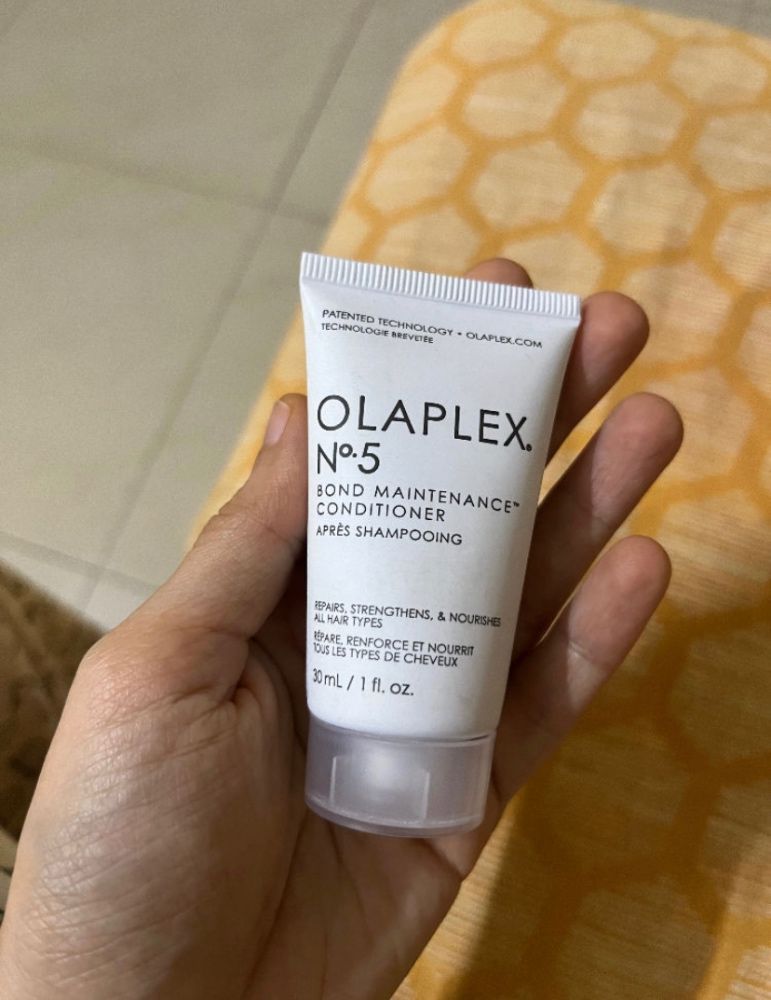 PATENTED TECHNOLOGY • OLAPLEX.COM
TECHNOLOGIE BREVETÉE
OLAPLEX®
Nº.5
BOND MAINTENANCE™
CONDITIONER
APRÈS SHAMPOOING
REPAIRS, STRENGTHENS, & NOURISHES
ALL HAIR TYPES
RÉPARE, RENFORCE ET NOURRIT
TOUS LES TYPES DE CHEVEUX
30 mL / 1 fl. oz.